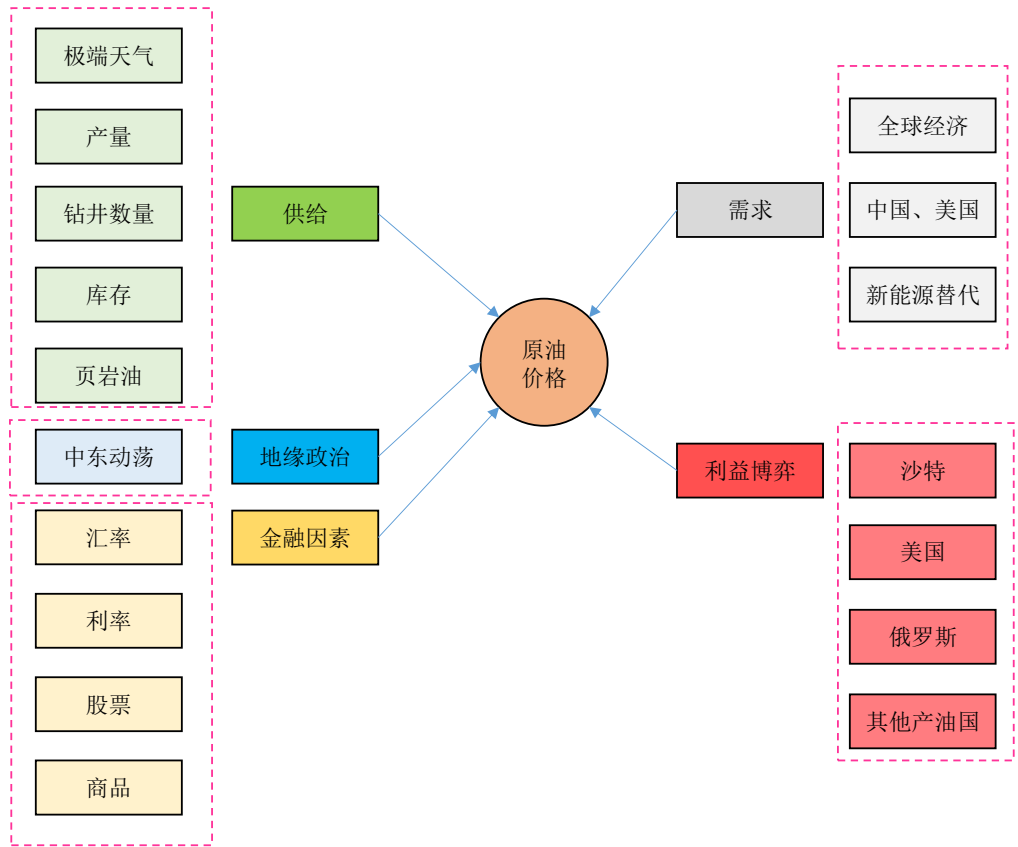 极端天气
产量
钻井数量
库存
页岩油
供给
中东动荡
地缘政治
汇率
利率
股票
商品
金融因素
原油
价格
需求
全球经济
中国、美国
新能源替代
利益博弈
沙特
美国
俄罗斯
其他产油国